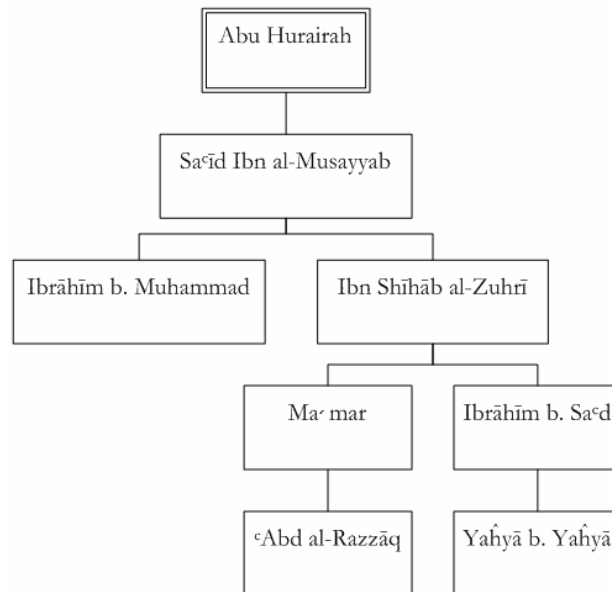 Abu Hurairah
Saᶜīd Ibn al-Musayyab
Ibrāhīm b. Muhammad
Ibn Shīhāb al-Zuhrī
Ma˒mar
Ibrāhīm b. Saᶜd
ᶜAbd al-Razzāq
Yaĥyā b. Yaĥyā